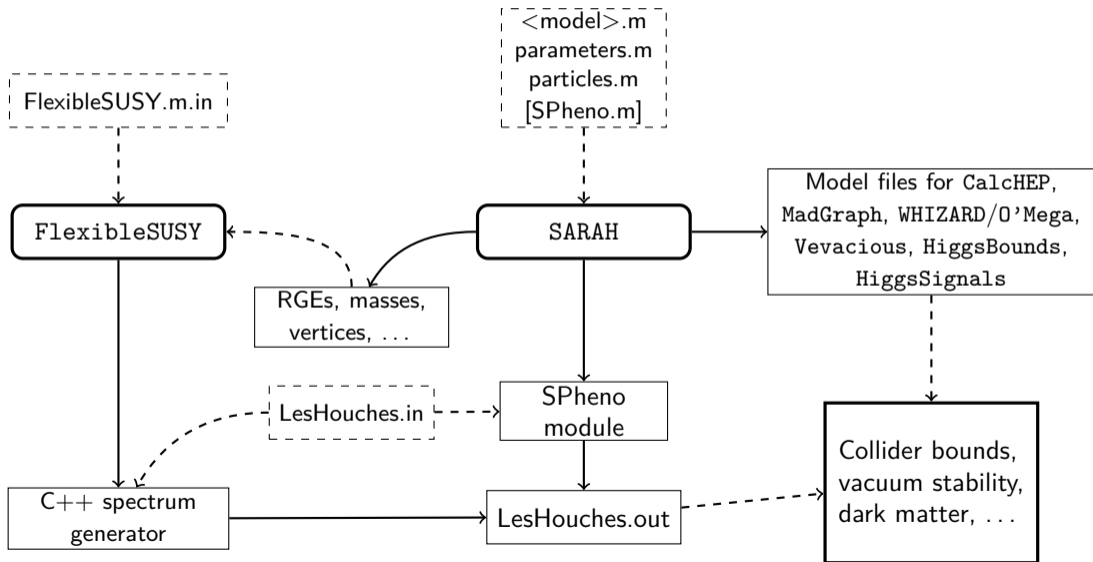 <model>.m
parameters.m
particles.m
[SPheno.m]
FlexibleSUSY.m.in
Model files for CalcHEP,
MadGraph, WHIZARD/O'Mega,
Vevacious, HiggsBounds,
HiggsSignals
FlexibleSUSY
SARAH
RGEs, masses,
vertices, ...
LesHouches.in
SPheno
module
Collider bounds,
vacuum stability,
dark matter, ...
C++ spectrum
generator
LesHouches.out